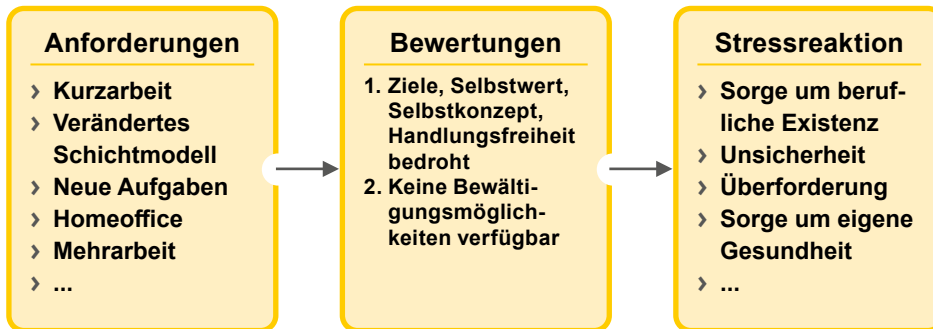 Anforderungen
› Kurzarbeit
› Verändertes
Schichtmodell
› Neue Aufgaben
› Homeoffice
› Mehrarbeit
› ...
Bewertungen
1. Ziele, Selbstwert,
Selbstkonzept,
Handlungsfreiheit
bedroht
2. Keine Bewälti-
gungsmöglich-
keiten verfügbar
Stressreaktion
› Sorge um beruf-
liche Existenz
› Unsicherheit
› Überforderung
› Sorge um eigene
Gesundheit
› ...